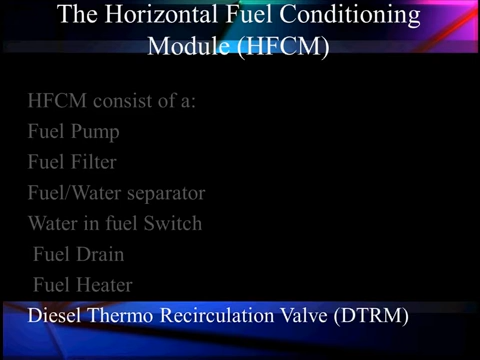 The Horizontal Fuel Conditioning
Module (HFCM)
HFCM consist of a:
Fuel Pump
Fuel Filter
Fuel/Water separator
Water in fuel Switch
Fuel Drain
Fuel Heater
Diesel Thermo Recirculation Valve (DTRM)